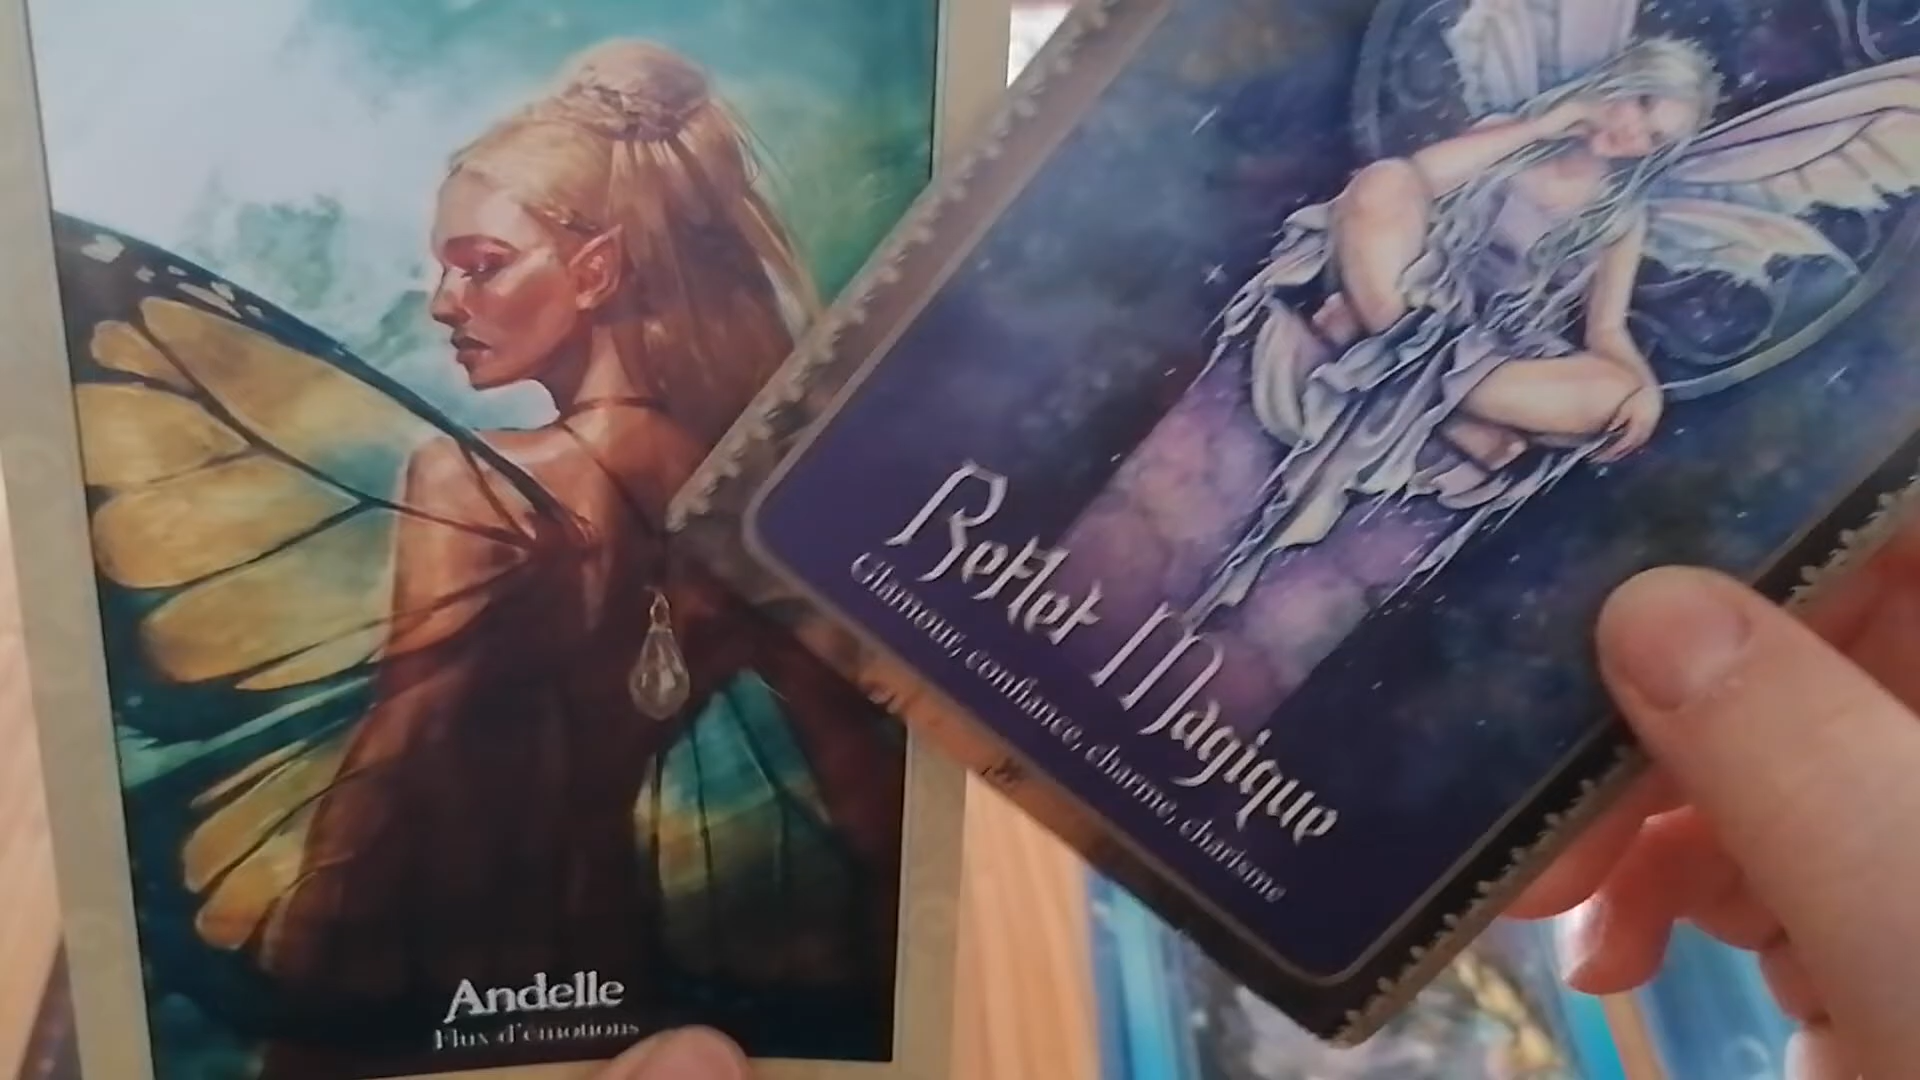 Andelle
Flux d'émotions
Reflet Magique
Glamour, confiance, charme, charisme